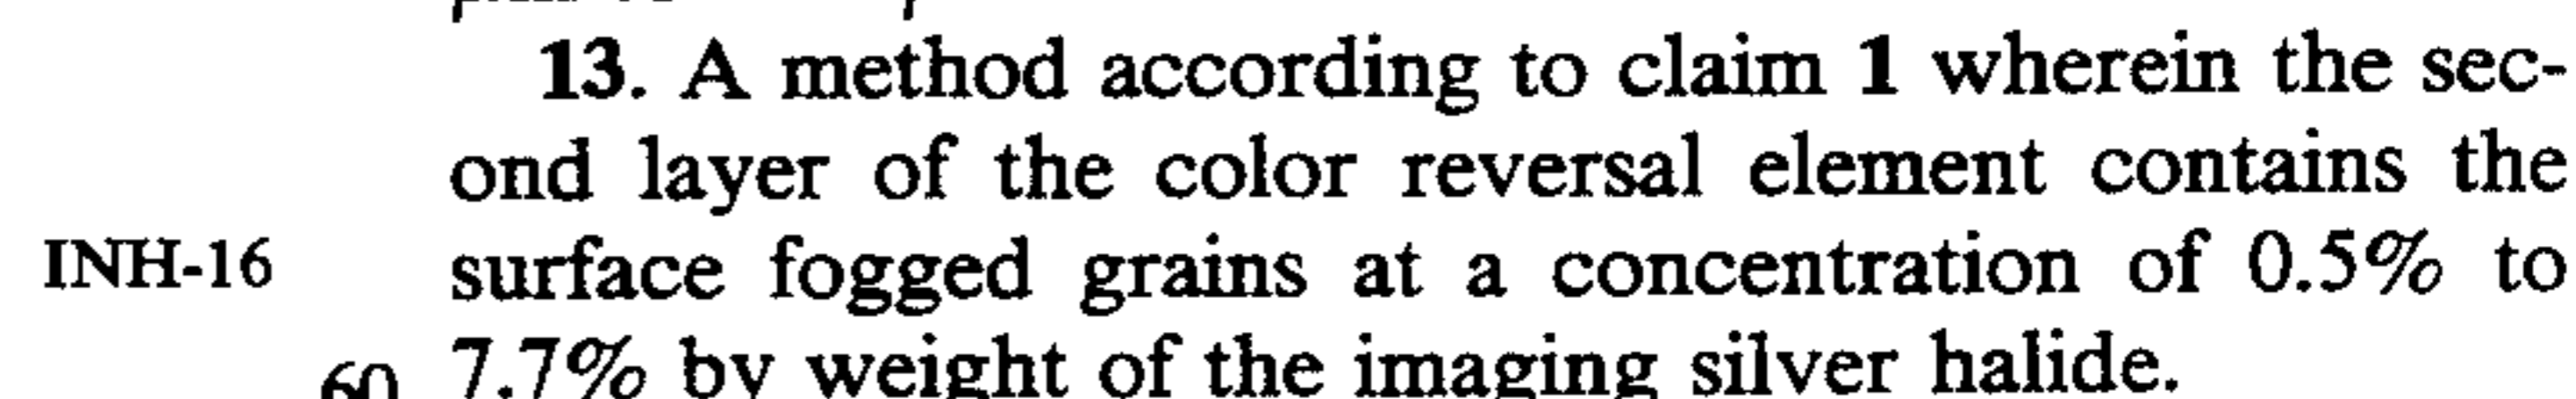 13. A method according to claim 1 wherein the sec-
ond layer of the color reversal element contains the
INH-16 surface fogged grains at a concentration of 0.5% to
60 7.7% by weight of the imaging silver halide.